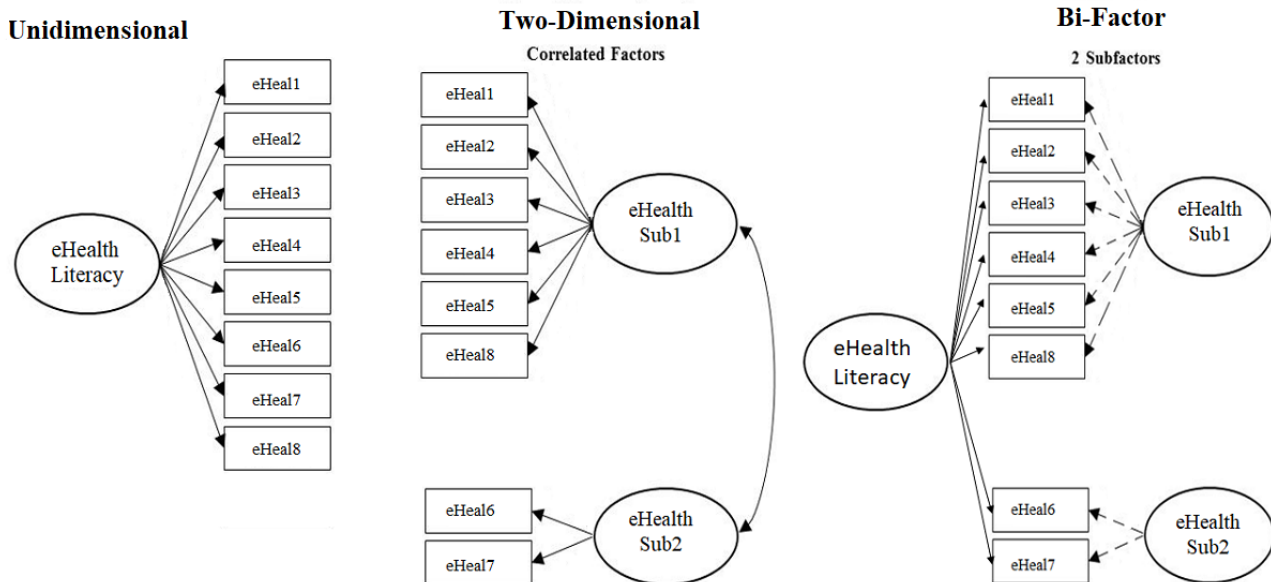 Unidimensional
eHealth
Literacy
eHeal1
eHeal2
eHeal3
eHeal4
eHeal5
eHeal6
eHeal7
eHeal8
Two-Dimensional
Correlated Factors
eHeal1
eHeal2
eHeal3
eHeal4
eHeal5
eHeal8
eHealth
Sub1
eHeal6
eHeal7
eHealth
Sub2
Bi-Factor
2 Subfactors
eHealth
Literacy
eHeal1
eHeal2
eHeal3
eHeal4
eHeal5
eHeal8
eHealth
Sub1
eHeal6
eHeal7
eHealth
Sub2